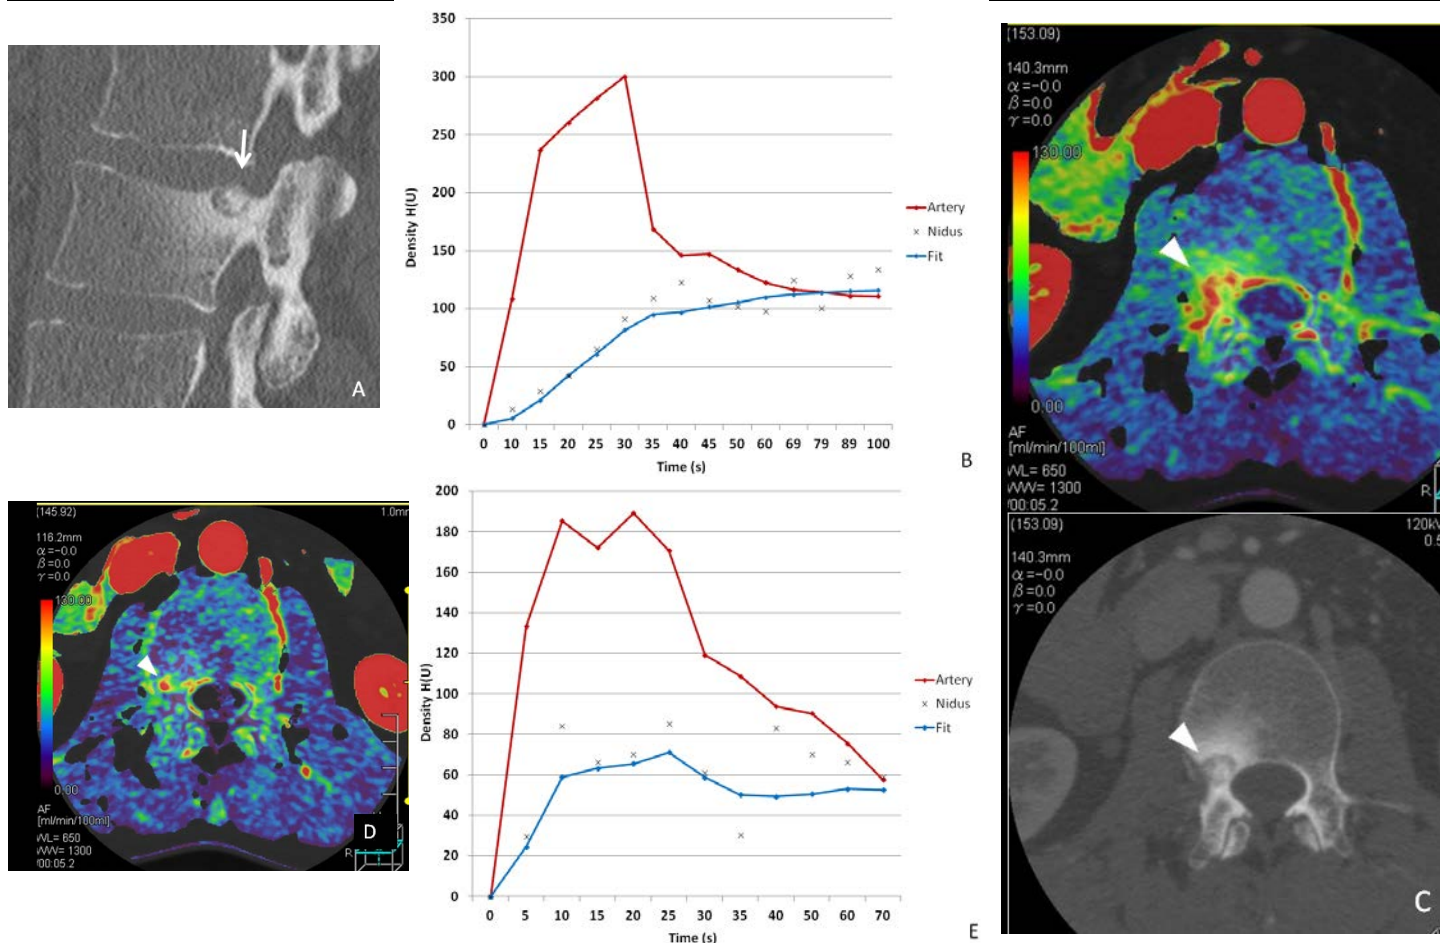 A
350
300
250
200
150
100
50
0
Density H(U)
0 10 15 20 25 30 35 40 45 50 60 69 79 89 100
Time (s)
Artery
Nidus
Fit
B
(153.09)
140.3mm
α=-0.0
β=0.0
γ=0.0
130.00
0.00
AF
[ml/min/100ml]
WL= 650
WW= 1300
/00:05.2
R
(145.92)
1.0mm
116.2mm
α=-0.0
β=0.0
γ=0.0
130.00
0.00
AF
[ml/min/100ml]
WL= 650
WW= 1300
/00:05.2
D
R
200
180
160
140
120
100
80
60
40
20
0
Density H(U)
0 5 10 15 20 25 30 35 40 50 60 70
Time (s)
Artery
Nidus
Fit
E
(153.09)
120k
0.5
140.3mm
α=-0.0
β=0.0
γ=0.0
C